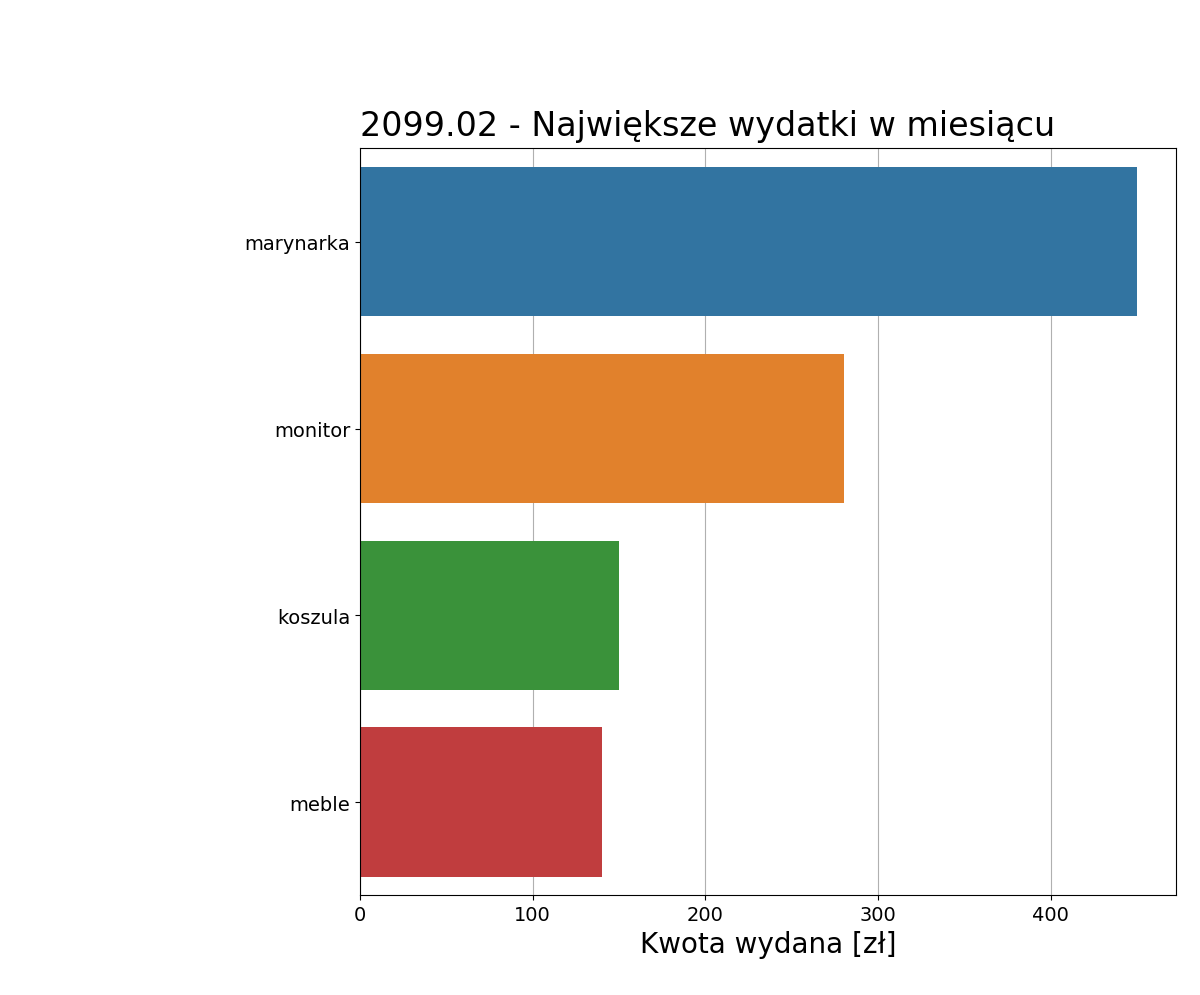 2099.02 - Największe wydatki w miesiącu
marynarka
monitor
koszula
meble
0 100 200 300 400
Kwota wydana [zł]